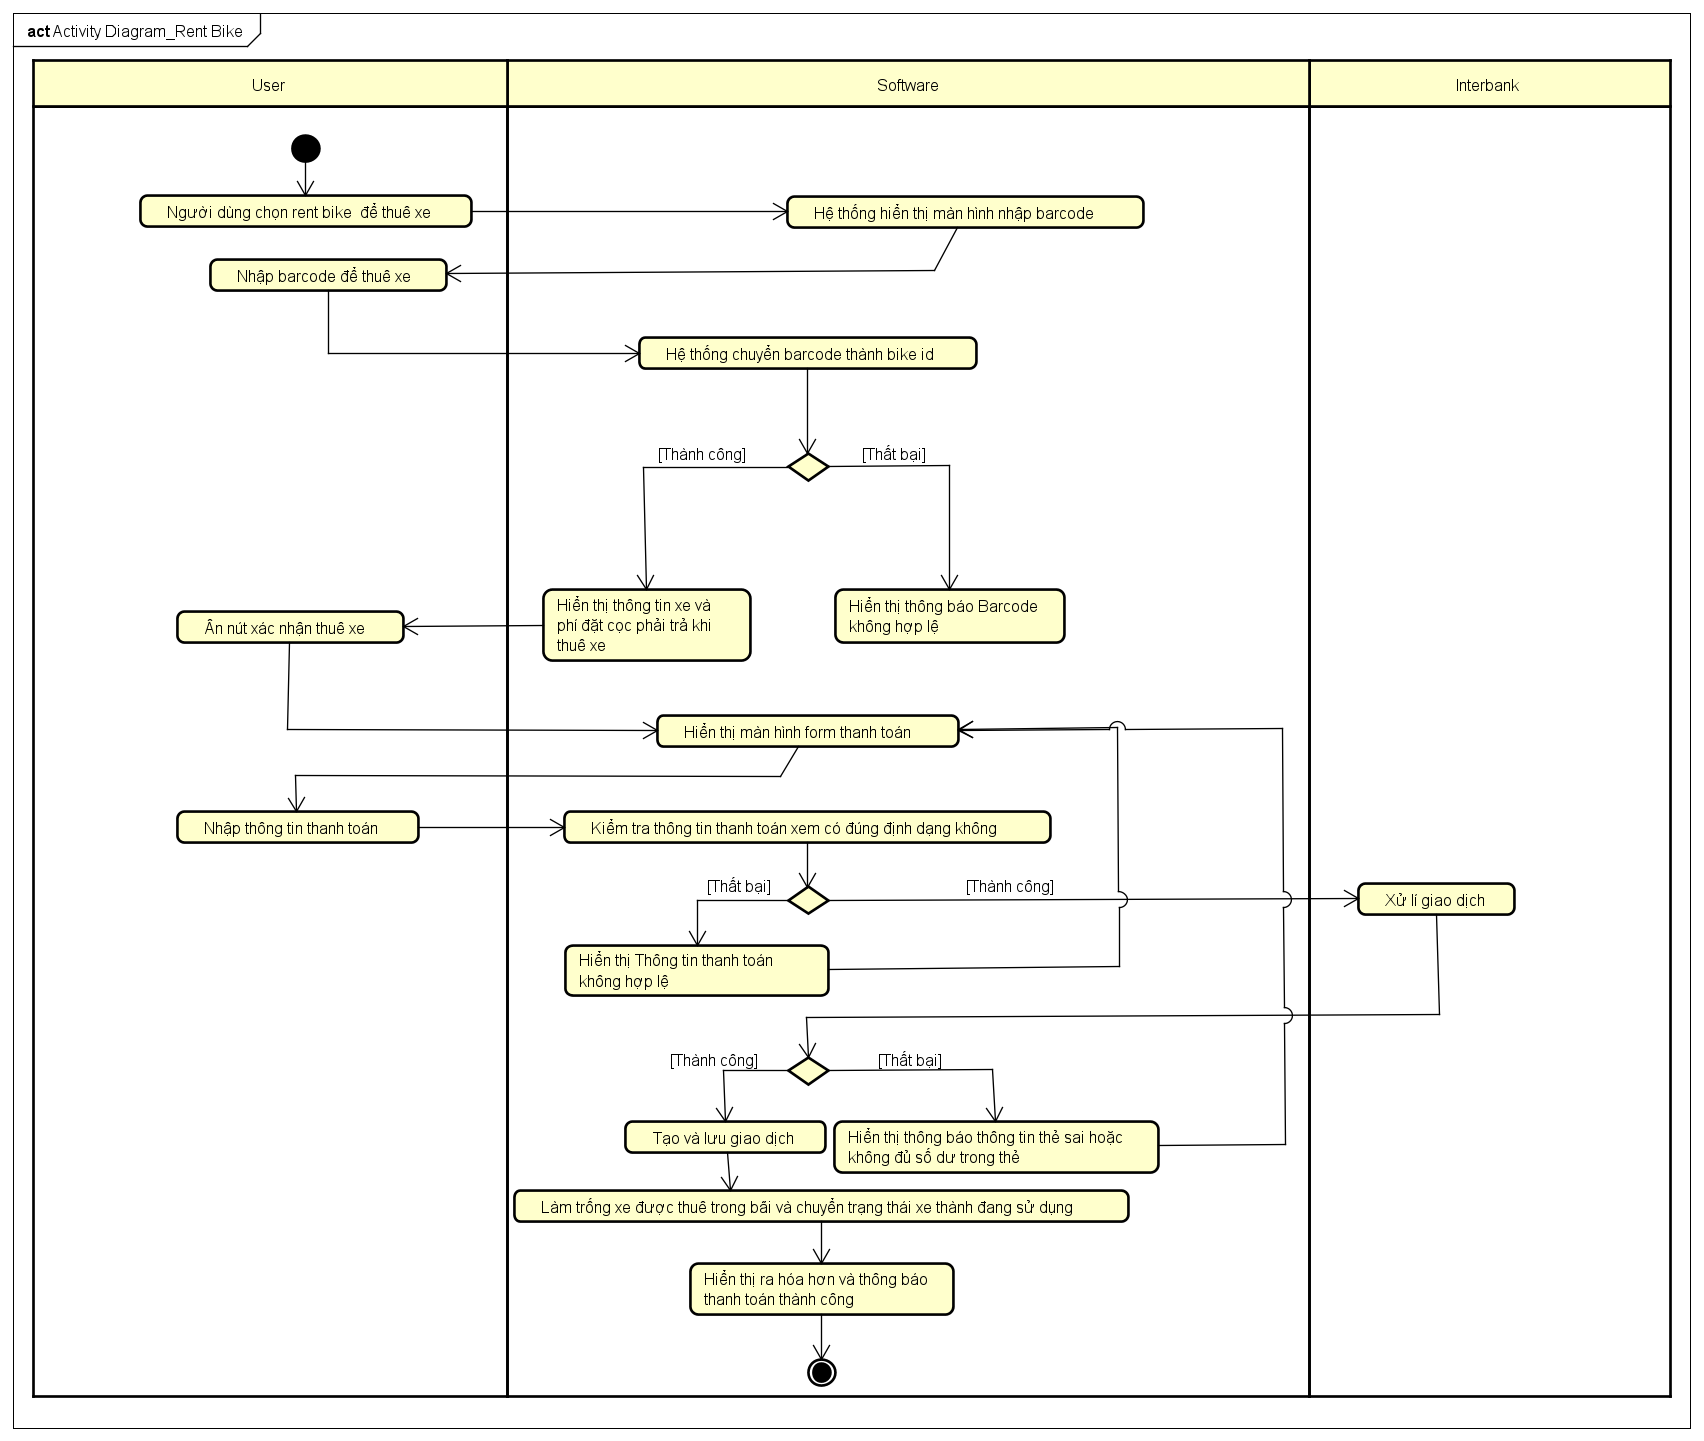 act Activity Diagram_Rent Bike
User
Software
Interbank
Người dùng chọn rent bike để thuê xe
Hệ thống hiển thị màn hình nhập barcode
Nhập barcode để thuê xe
Hệ thống chuyển barcode thành bike id
[Thành công]
[Thất bại]
Hiển thị thông tin xe và
phí đặt cọc phải trả khi
thuê xe
Hiển thị thông báo Barcode
không hợp lệ
Ấn nút xác nhận thuê xe
Hiển thị màn hình form thanh toán
Nhập thông tin thanh toán
Kiểm tra thông tin thanh toán xem có đúng định dạng không
[Thất bại]
[Thành công]
Xử lí giao dịch
Hiển thị Thông tin thanh toán
không hợp lệ
[Thành công]
[Thất bại]
Tạo và lưu giao dịch
Hiển thị thông báo thông tin thẻ sai hoặc
không đủ số dư trong thẻ
Làm trống xe được thuê trong bãi và chuyển trạng thái xe thành đang sử dụng
Hiển thị ra hóa hơn và thông báo
thanh toán thành công